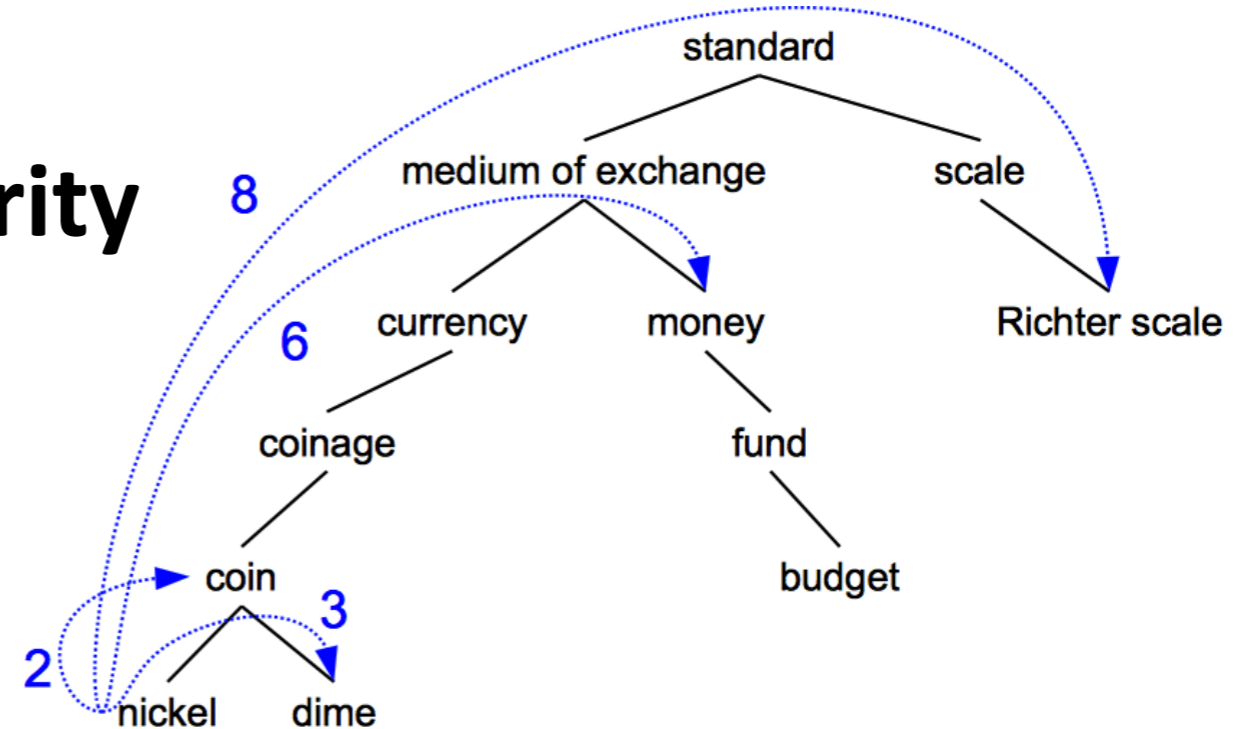 standard
rity
8
medium of exchange
scale
6
currency
money
Richter scale
coinage
fund
coin
3
budget
2
nickel
dime